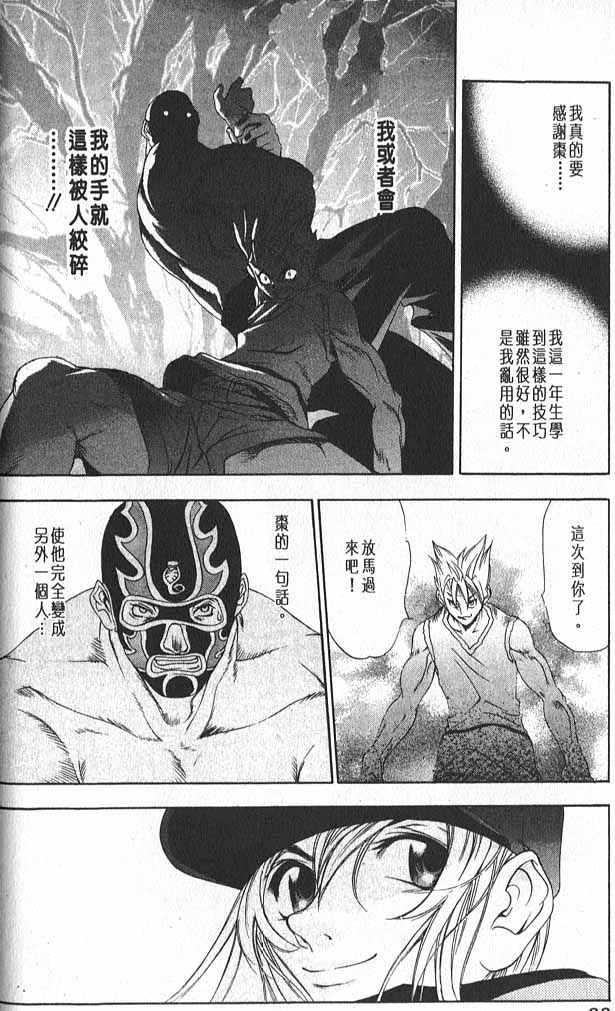 我真的要
感謝棗……
我這一年生學
到這樣的技巧
雖然很好，不
是我亂用的話。
我或者會
我的手就
這樣被人絞碎
………!!
這次到你了。
放馬過
來吧！
棗的一句話。
使他完全變成
另外一個人…